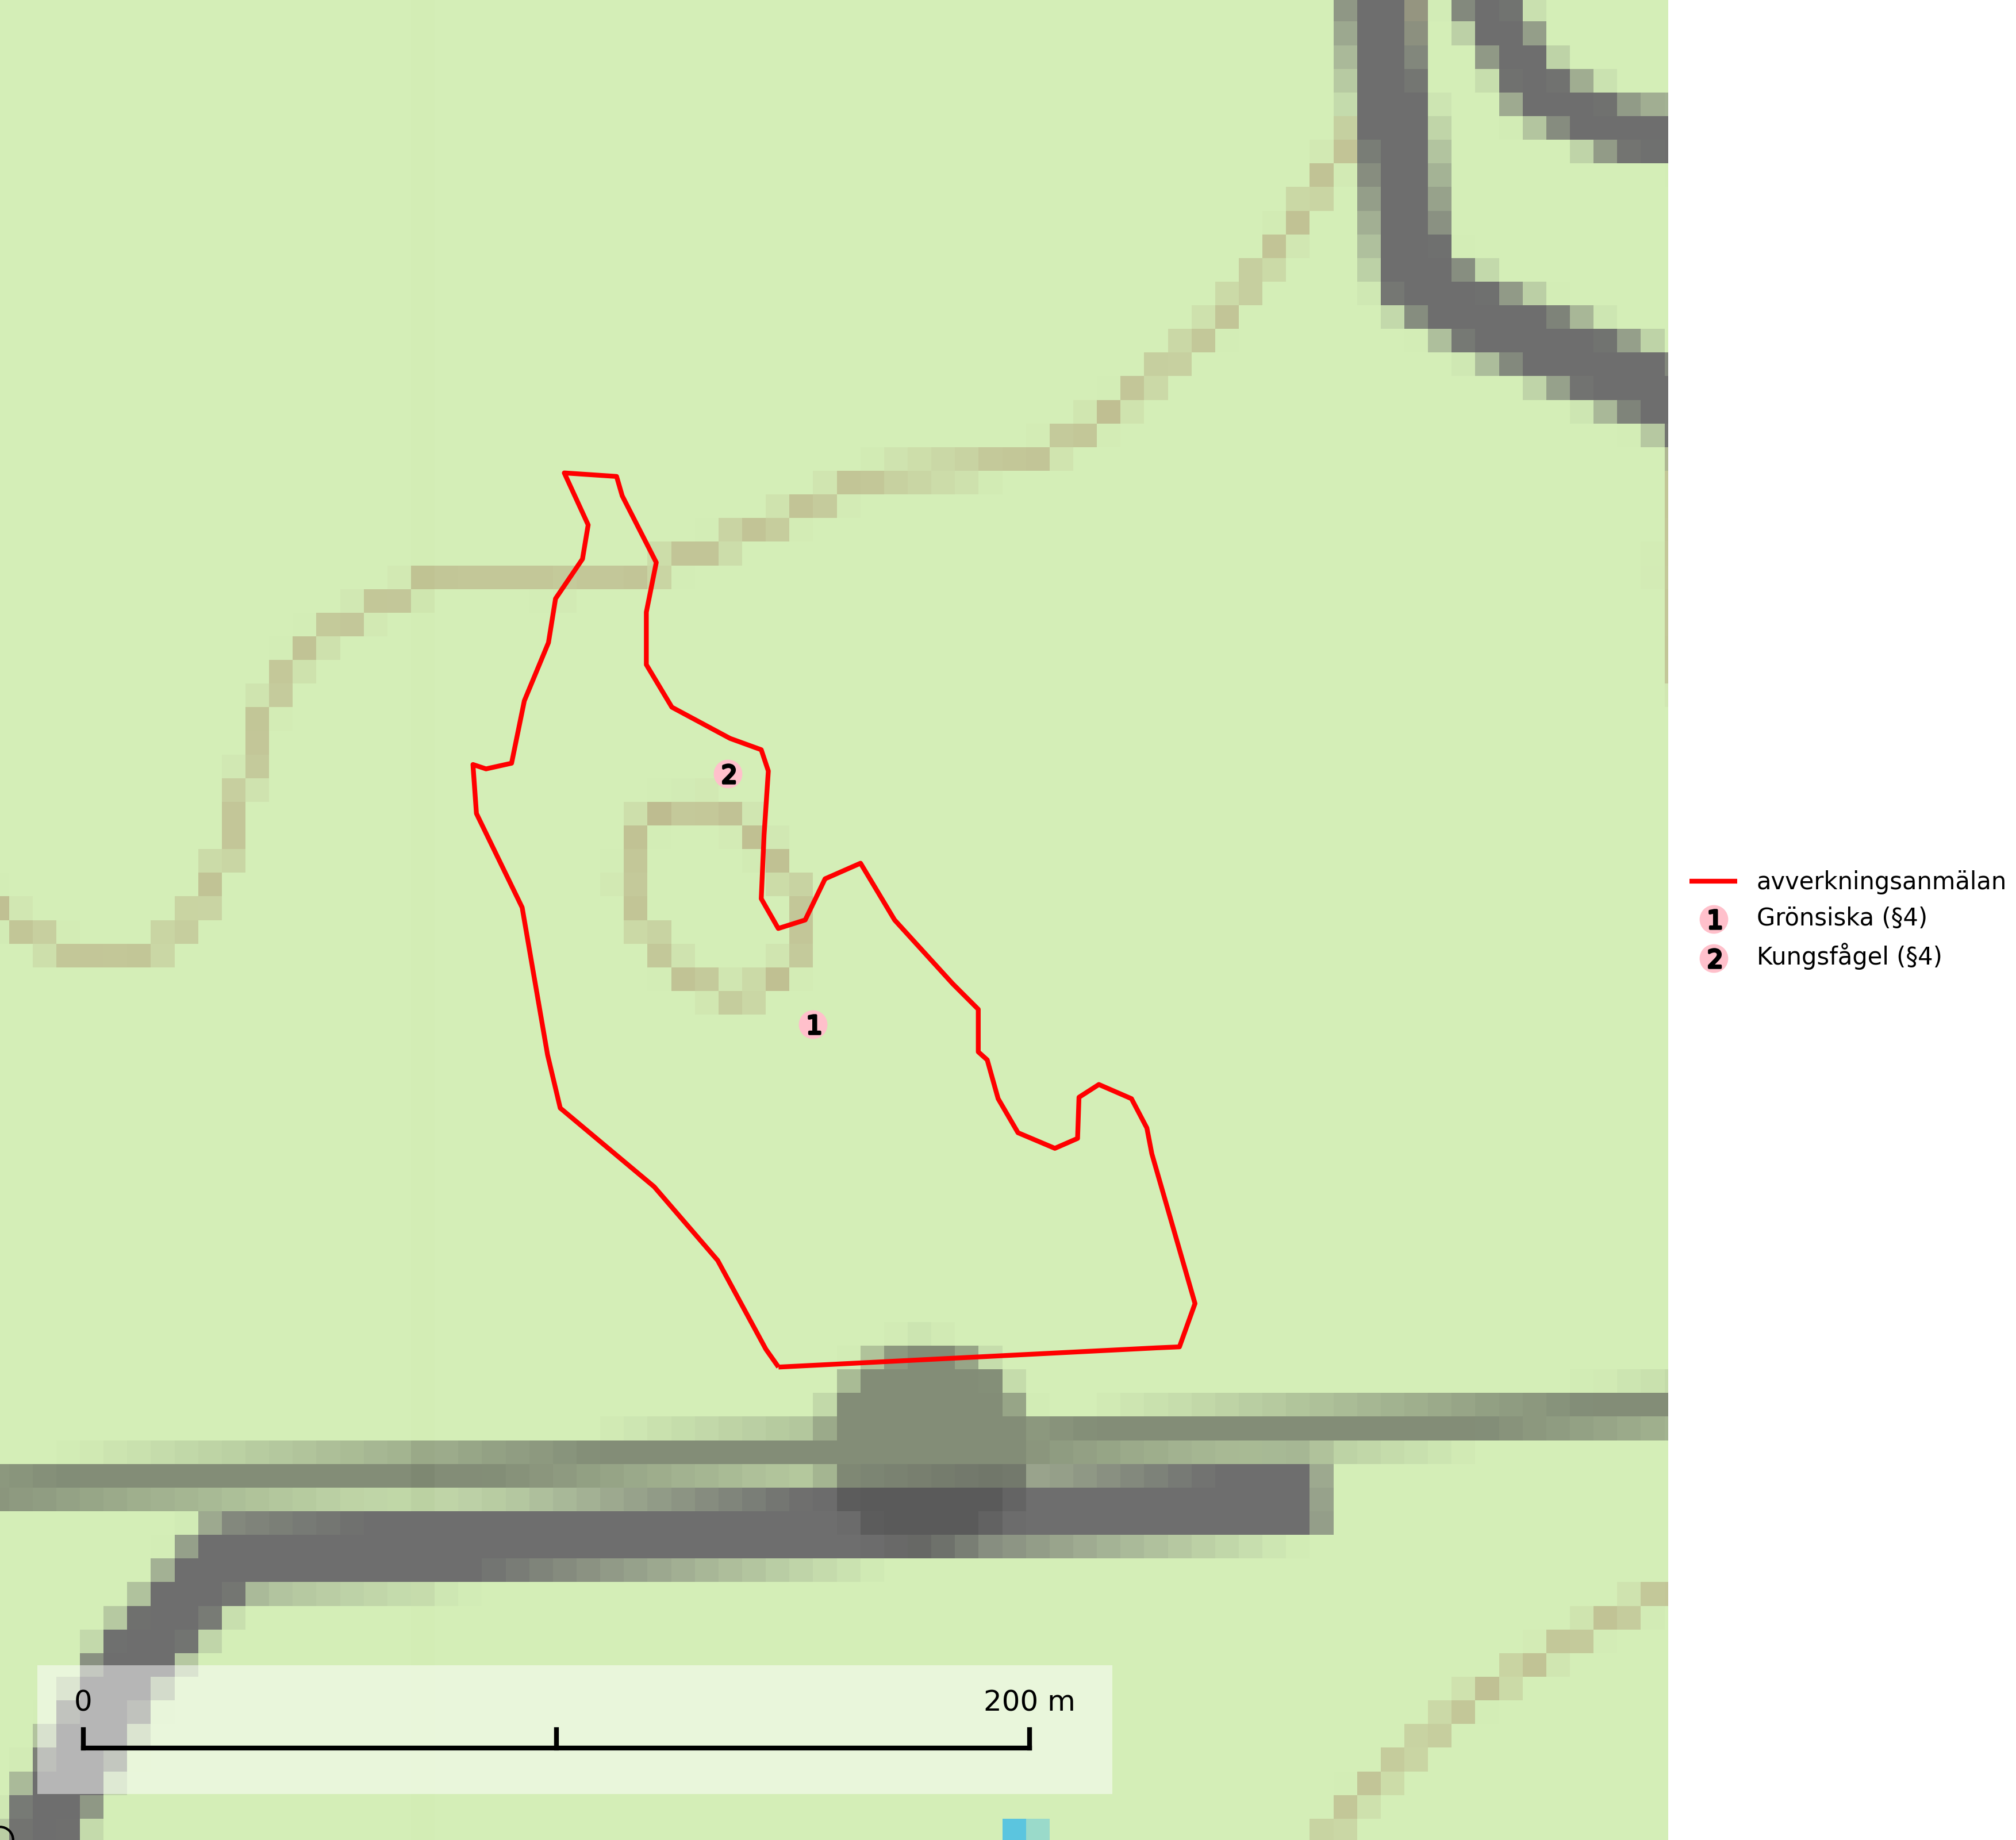 2
1
avverkningsanmälan
1 Grönsiska (§4)
2 Kungsfågel (§4)
0 200 m